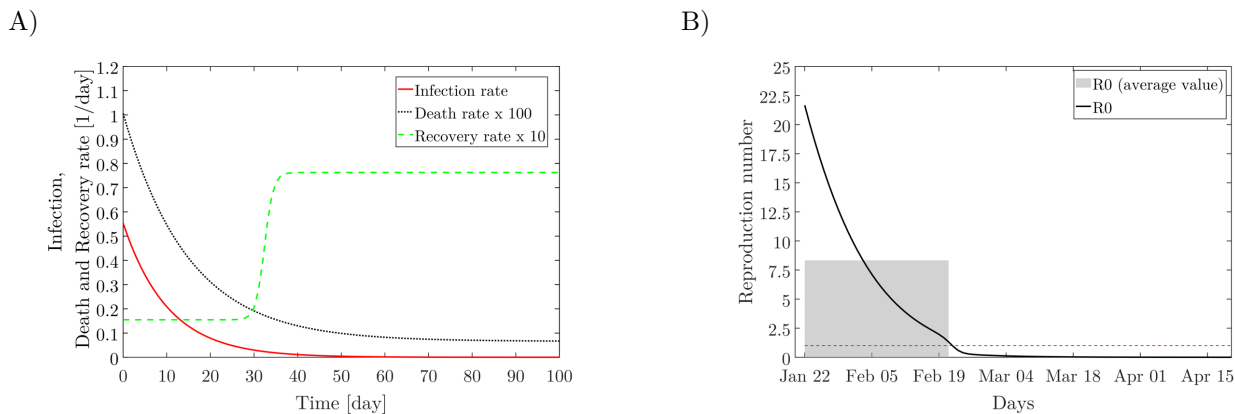 A)
Infection,
Death and Recovery rate [1/day]
1.2
1.1
1
0.9
0.8
0.7
0.6
0.5
0.4
0.3
0.2
0.1
0
Infection rate
Death rate x 100
Recovery rate x 10
0 10 20 30 40 50 60 70 80 90 100
Time [day]
B)
Reproduction number
25
22.5
20
17.5
15
12.5
10
7.5
5
2.5
0
R0 (average value)
R0
Jan 22 Feb 05 Feb 19 Mar 04 Mar 18 Apr 01 Apr 15
Days